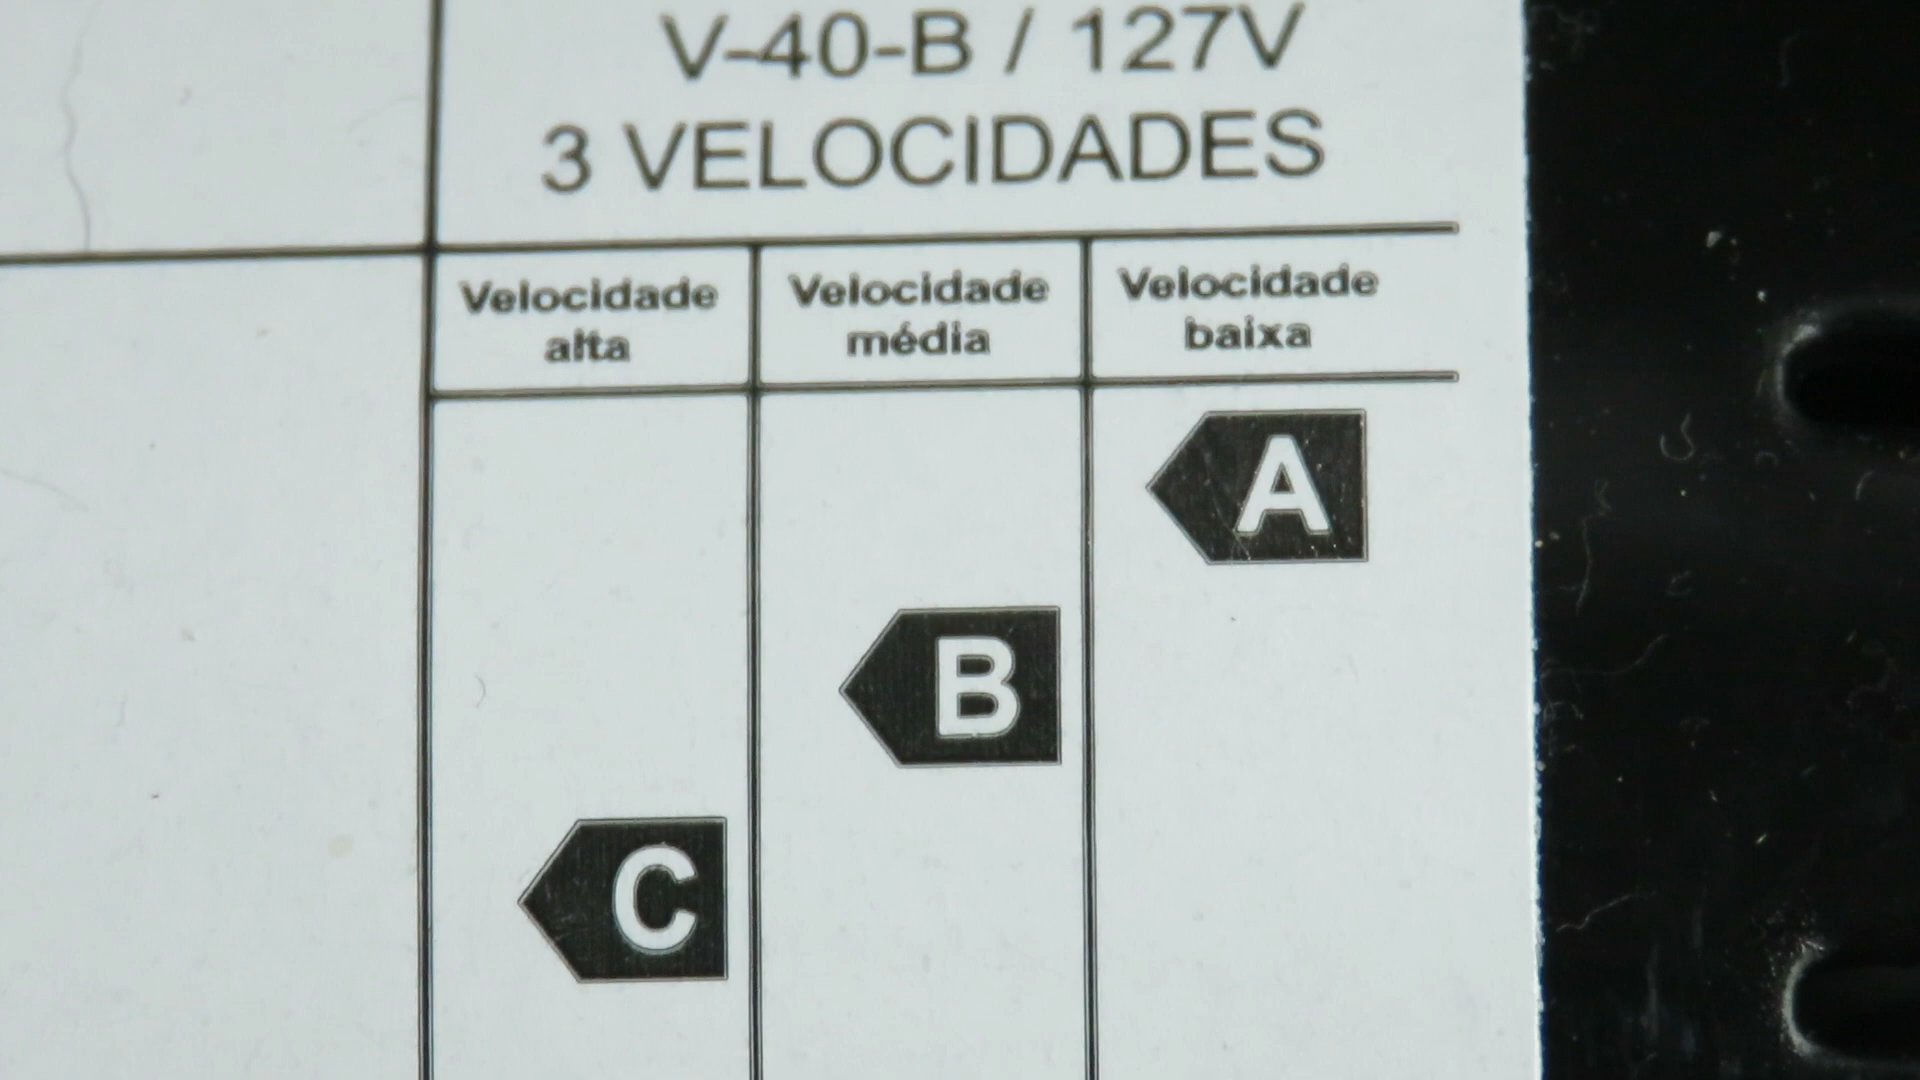 V-40-B / 127V
3 VELOCIDADES
Velocidade alta
Velocidade média
Velocidade baixa
A
B
C